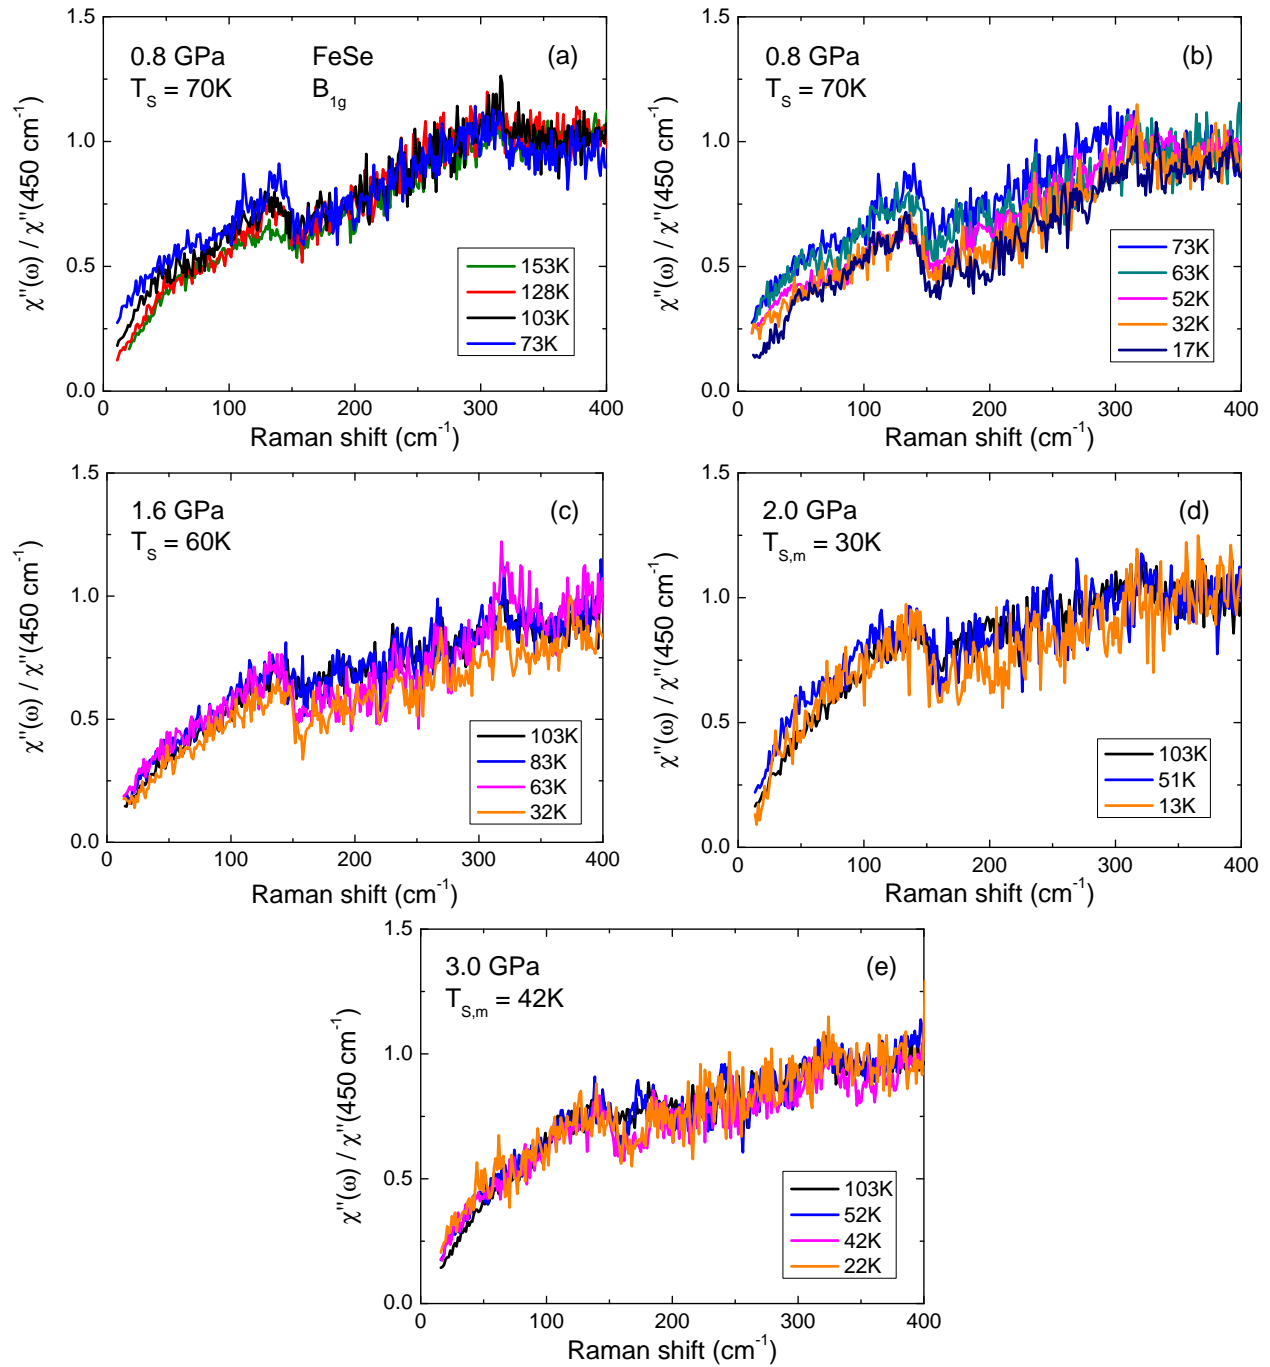 0.8 GPa FeSe (a)
T_S = 70K B_1g
χ''(ω) / χ''(450 cm⁻¹)
1.5
1.0
0.5
0.0
153K
128K
103K
73K
0 100 200 300 400
Raman shift (cm⁻¹)
0.8 GPa (b)
T_S = 70K
χ''(ω) / χ''(450 cm⁻¹)
1.5
1.0
0.5
0.0
73K
63K
52K
32K
17K
0 100 200 300 400
Raman shift (cm⁻¹)
1.6 GPa (c)
T_S = 60K
χ''(ω) / χ''(450 cm⁻¹)
1.5
1.0
0.5
0.0
103K
83K
63K
32K
0 100 200 300 400
Raman shift (cm⁻¹)
2.0 GPa (d)
T_S,m = 30K
χ''(ω) / χ''(450 cm⁻¹)
1.5
1.0
0.5
0.0
103K
51K
13K
0 100 200 300 400
Raman shift (cm⁻¹)
3.0 GPa (e)
T_S,m = 42K
χ''(ω) / χ''(450 cm⁻¹)
1.5
1.0
0.5
0.0
103K
52K
42K
22K
0 100 200 300 400
Raman shift (cm⁻¹)